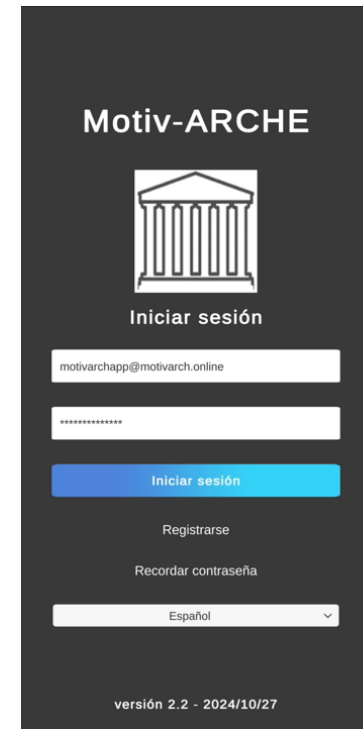 Motiv-ARCHE
Iniciar sesión
motivarchapp@motivarch.online
**************
Iniciar sesión
Registrarse
Recordar contraseña
Español
versión 2.2 - 2024/10/27